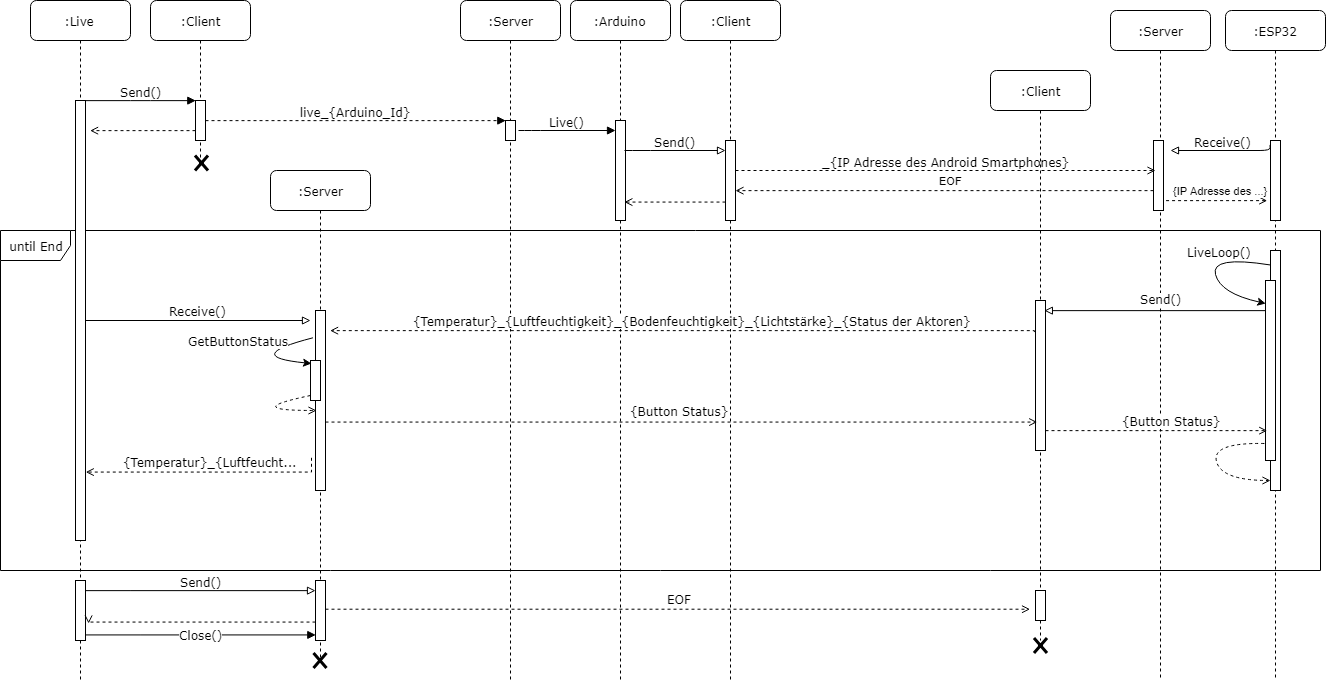 :Live
:Client
:Server
:Arduino
:Client
:Server
:ESP32
:Client
Send()
live_{Arduino_Id}
Live()
Send()
Receive()
_{IP Adresse des Android Smartphones}
EOF
{IP Adresse des ...}
:Server
until End
LiveLoop()
Send()
Receive()
{Temperatur}_{Luftfeuchtigkeit}_{Bodenfeuchtigkeit}_{Lichtstärke}_{Status der Aktoren}
GetButtonStatus
{Button Status}
{Button Status}
{Temperatur}_{Luftfeucht...
Send()
EOF
Close()